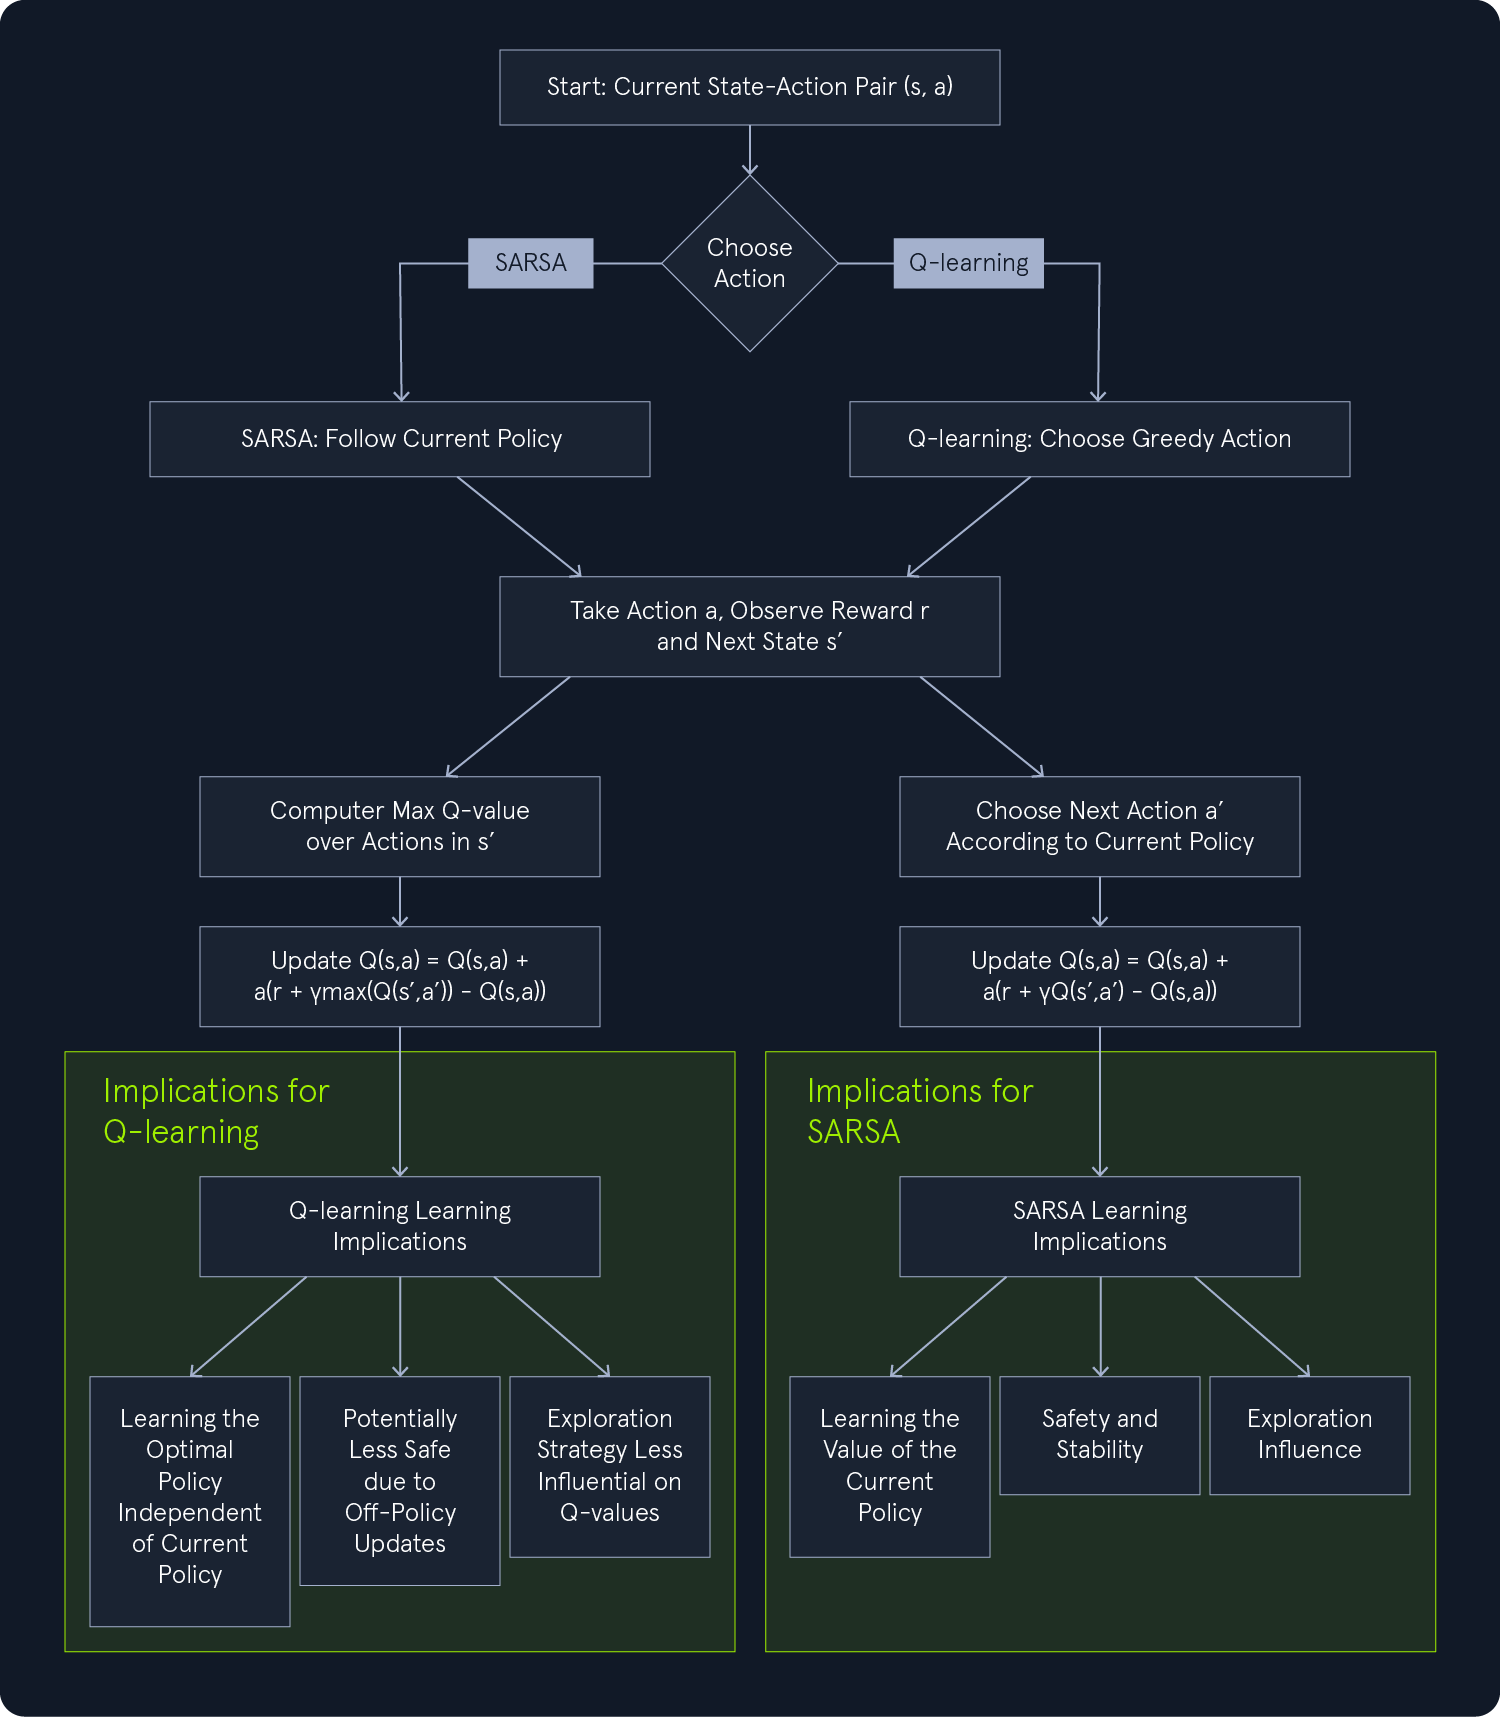 Start: Current State-Action Pair (s, a)
Choose
Action
SARSA
Q-learning
SARSA: Follow Current Policy
Q-learning: Choose Greedy Action
Take Action a, Observe Reward r
and Next State s’
Computer Max Q-value
over Actions in s’
Choose Next Action a’
According to Current Policy
Update Q(s,a) = Q(s,a) +
a(r + γmax(Q(s’,a’)) - Q(s,a))
Update Q(s,a) = Q(s,a) +
a(r + γQ(s’,a’) - Q(s,a))
Implications for
Q-learning
Q-learning Learning
Implications
Learning the
Optimal
Policy
Independent
of Current
Policy
Potentially
Less Safe
due to
Off-Policy
Updates
Exploration
Strategy Less
Influential on
Q-values
Implications for
SARSA
SARSA Learning
Implications
Learning the
Value of the
Current
Policy
Safety and
Stability
Exploration
Influence